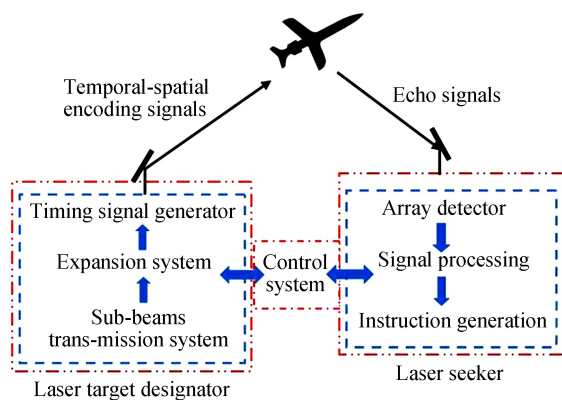 Temporal-spatial
encoding signals
Echo signals
Timing signal generator
Expansion system
Sub-beams
trans-mission system
Laser target designator
Control
system
Array detector
Signal processing
Instruction generation
Laser seeker